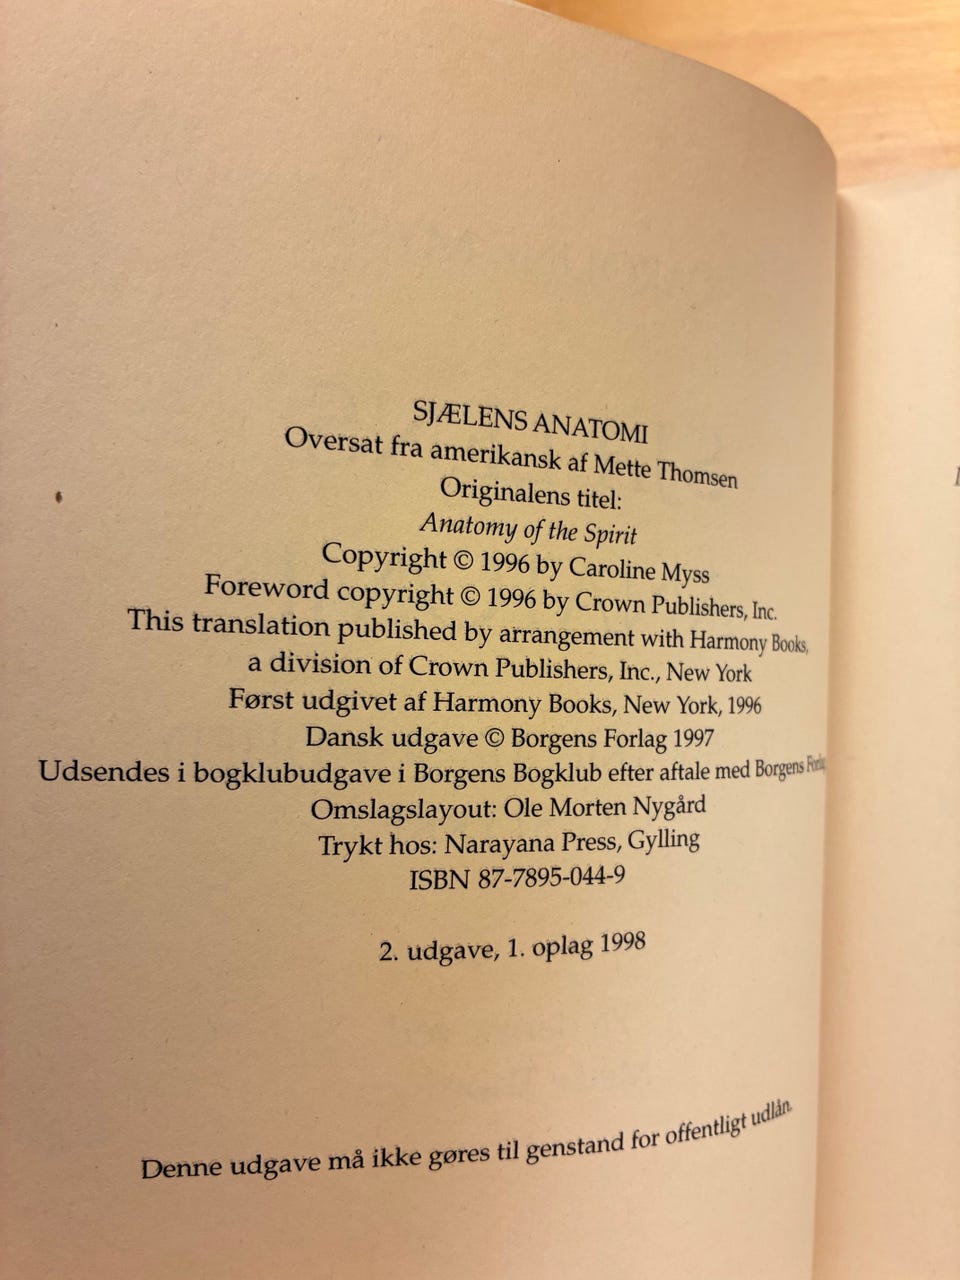 SJÆLENS ANATOMI
Oversat fra amerikansk af Mette Thomsen
Originalens titel:
Anatomy of the Spirit
Copyright © 1996 by Caroline Myss
Foreword copyright © 1996 by Crown Publishers, Inc.
This translation published by arrangement with Harmony Books,
a division of Crown Publishers, Inc., New York
Først udgivet af Harmony Books, New York, 1996
Dansk udgave © Borgens Forlag 1997
Udsendes i bogklubudgave i Borgens Bogklub efter aftale med Borgens
Omslagslayout: Ole Morten Nygård
Trykt hos: Narayana Press, Gylling
ISBN 87-7895-044-9
2. udgave, 1. oplag 1998
Denne udgave må ikke gøres til genstand for offentligt udlån.